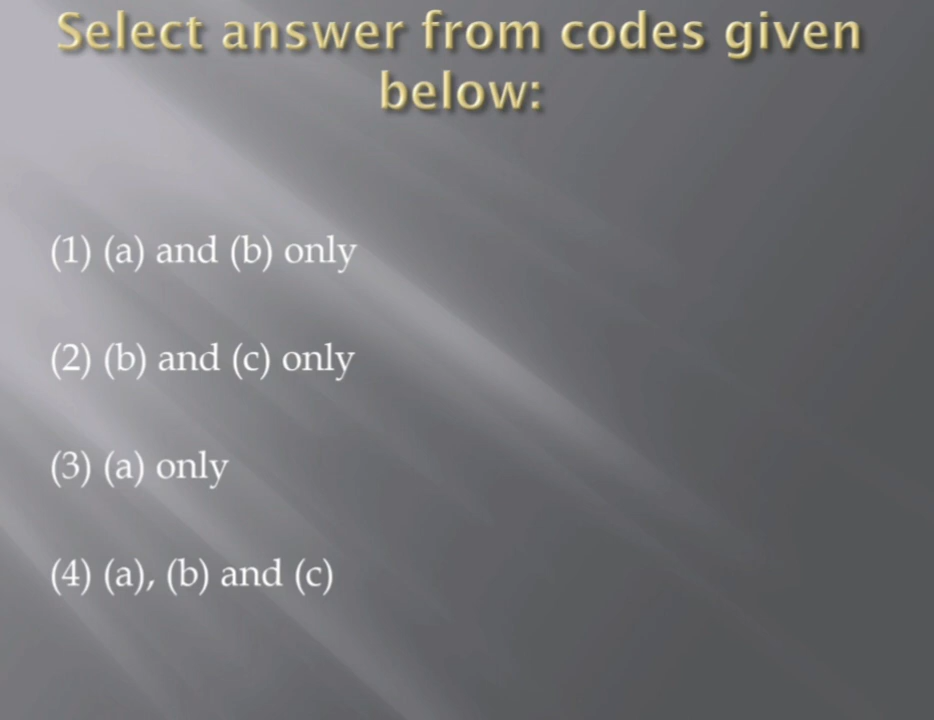 Select answer from codes given
below:
(1) (a) and (b) only
(2) (b) and (c) only
(3) (a) only
(4) (a), (b) and (c)